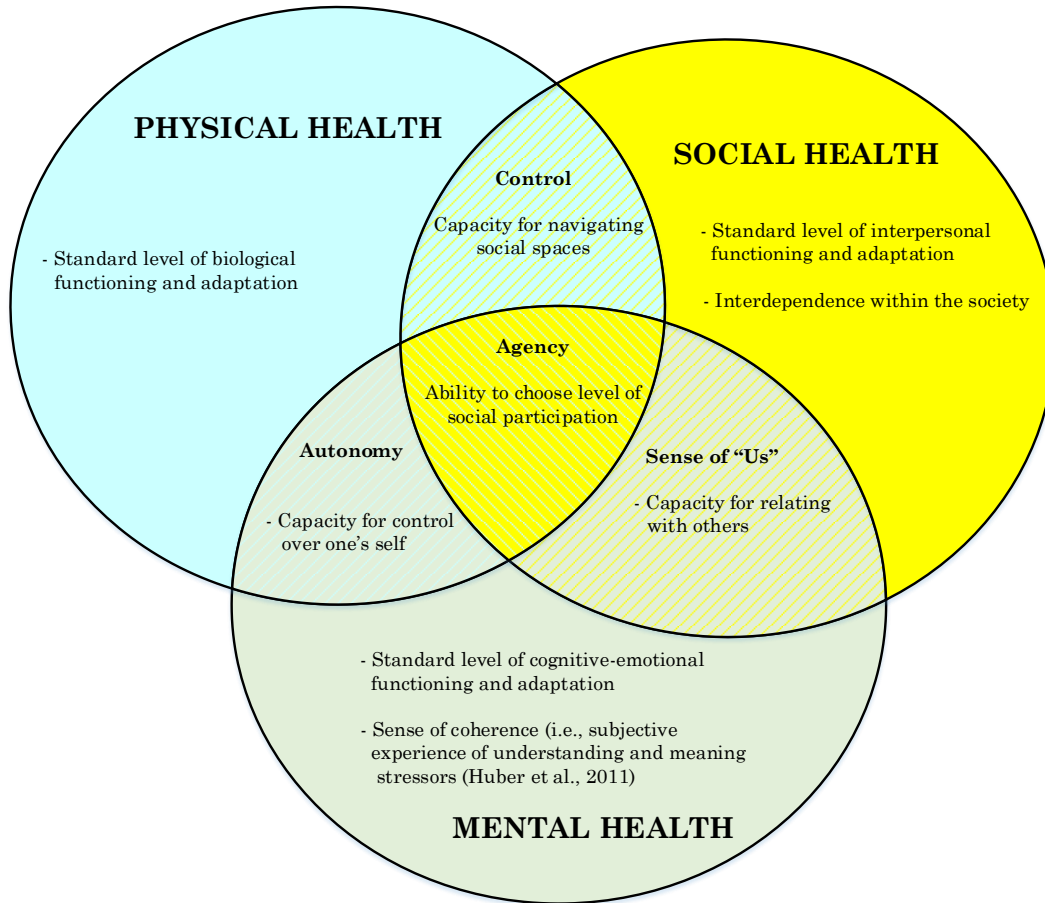 PHYSICAL HEALTH
- Standard level of biological
functioning and adaptation
Control
Capacity for navigating
social spaces
SOCIAL HEALTH
- Standard level of interpersonal
functioning and adaptation
- Interdependence within the society
Agency
Ability to choose level of
social participation
Autonomy
- Capacity for control
over one’s self
Sense of “Us”
- Capacity for relating
with others
- Standard level of cognitive-emotional
functioning and adaptation
- Sense of coherence (i.e., subjective
experience of understanding and meaning
stressors (Huber et al., 2011)
MENTAL HEALTH